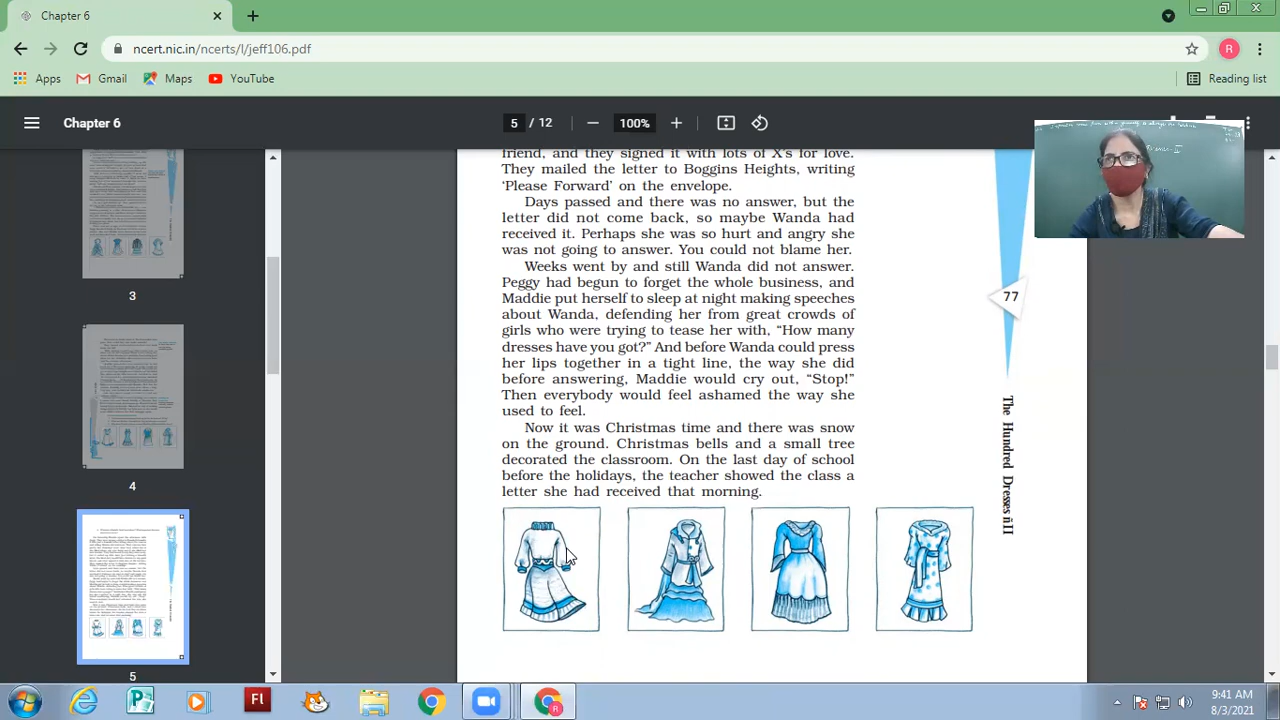 Chapter 6
ncert.nic.in/ncerts/l/jeff106.pdf
R
Apps
Gmail
Maps
YouTube
Reading list
Chapter 6
5 / 12
100%
friend, and they signed it with lots of X's for love.
They mailed the letter to Boggins Heights, writing
‘Please Forward’ on the envelope.
Days passed and there was no answer, but the
letter did not come back, so maybe Wanda had
received it. Perhaps she was so hurt and angry she
was not going to answer. You could not blame her.
Weeks went by and still Wanda did not answer.
Peggy had begun to forget the whole business, and
Maddie put herself to sleep at night making speeches
about Wanda, defending her from great crowds of
girls who were trying to tease her with, “How many
dresses have you got?” And before Wanda could press
her lips together in a tight line, the way she did
before answering, Maddie would cry out, “Stop!”
Then everybody would feel ashamed the way she
used to feel.
Now it was Christmas time and there was snow
on the ground. Christmas bells and a small tree
decorated the classroom. On the last day of school
before the holidays, the teacher showed the class a
letter she had received that morning.
77
The Hundred Dresses ñII
3
4
5
Fl
P
R
9:41 AM
8/3/2021